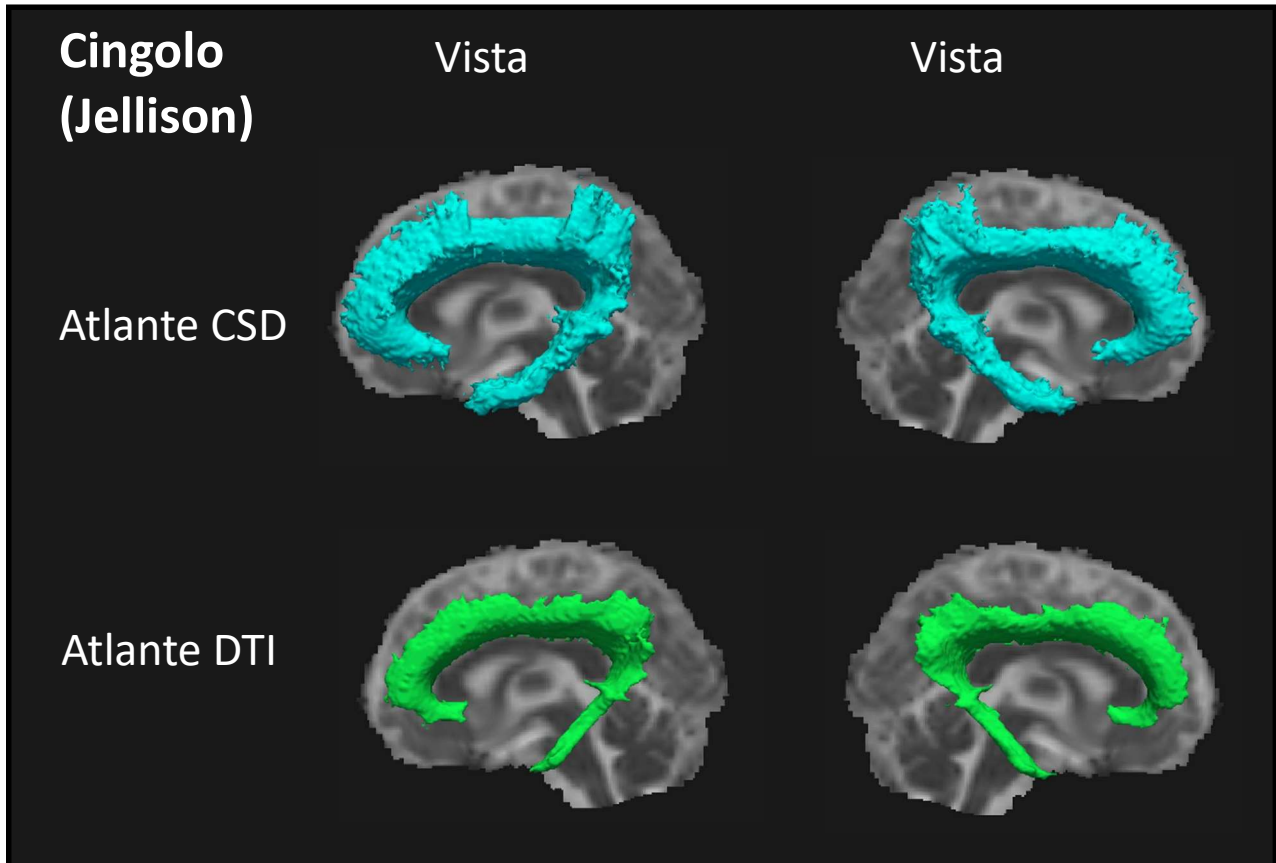 Cingolo
(Jellison)
Vista
Vista
Atlante CSD
Atlante DTI